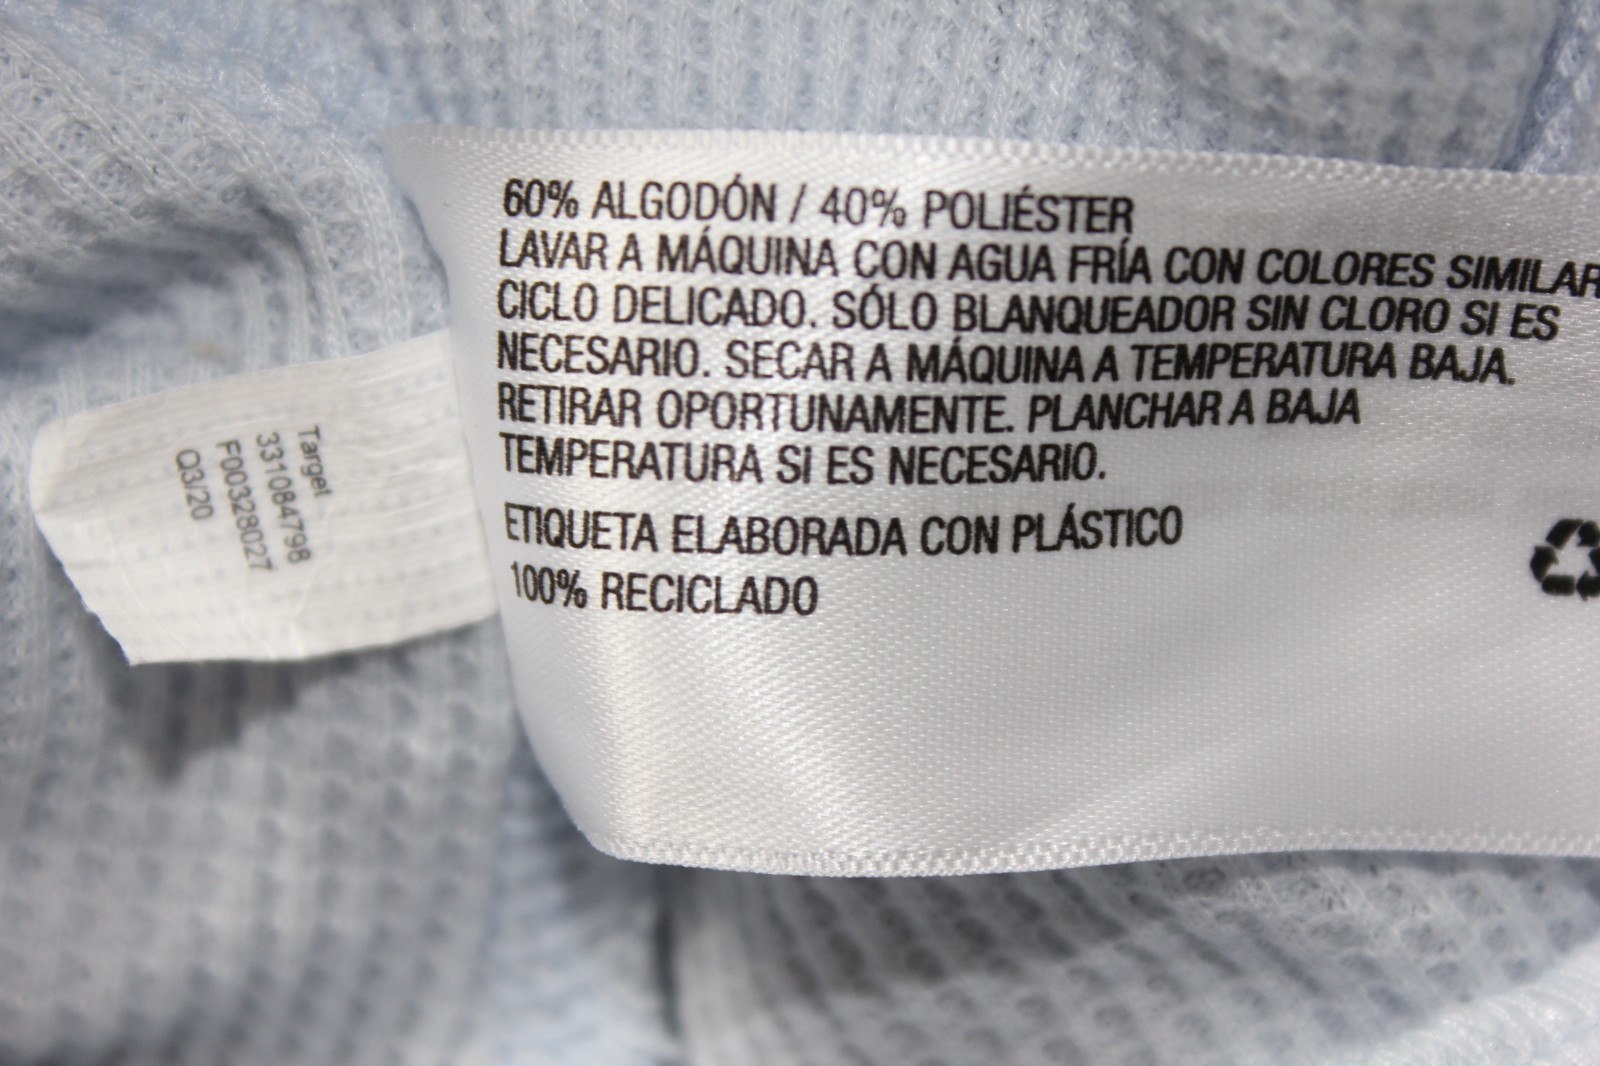 60% ALGODÓN / 40% POLIÉSTER
LAVAR A MÁQUINA CON AGUA FRÍA CON COLORES SIMILAR
CICLO DELICADO. SÓLO BLANQUEADOR SIN CLORO SI ES
NECESARIO. SECAR A MÁQUINA A TEMPERATURA BAJA.
RETIRAR OPORTUNAMENTE. PLANCHAR A BAJA
TEMPERATURA SI ES NECESARIO.
ETIQUETA ELABORADA CON PLÁSTICO
100% RECICLADO
Target
331084798
F00328027
Q3/20